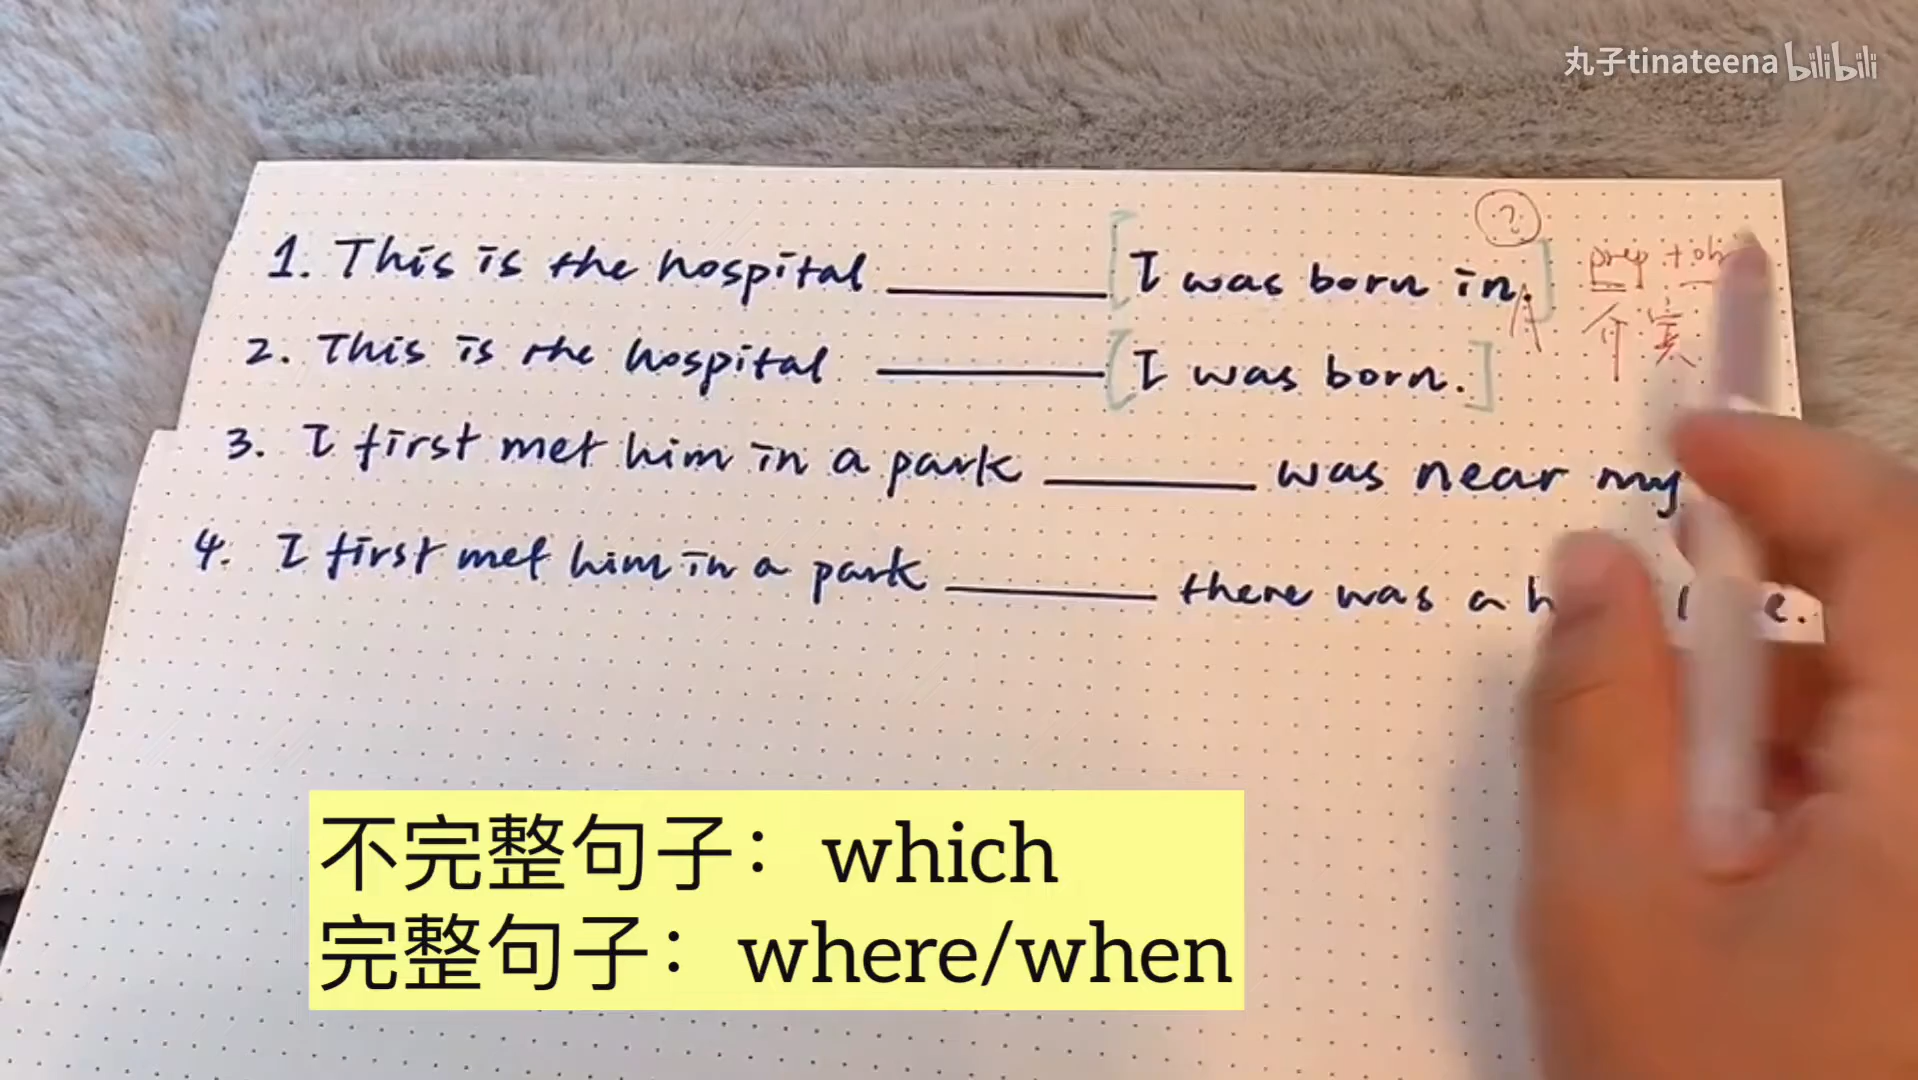 丸子tinateena bilibili
?
1. This is the hospital ______ [I was born in.] prep + obj
介 宾
2. This is the hospital ______ [I was born.]
3. I first met him in a park ______ was near my
4. I first met him in a park ______ there was a
不完整句子：which
完整句子：where/when